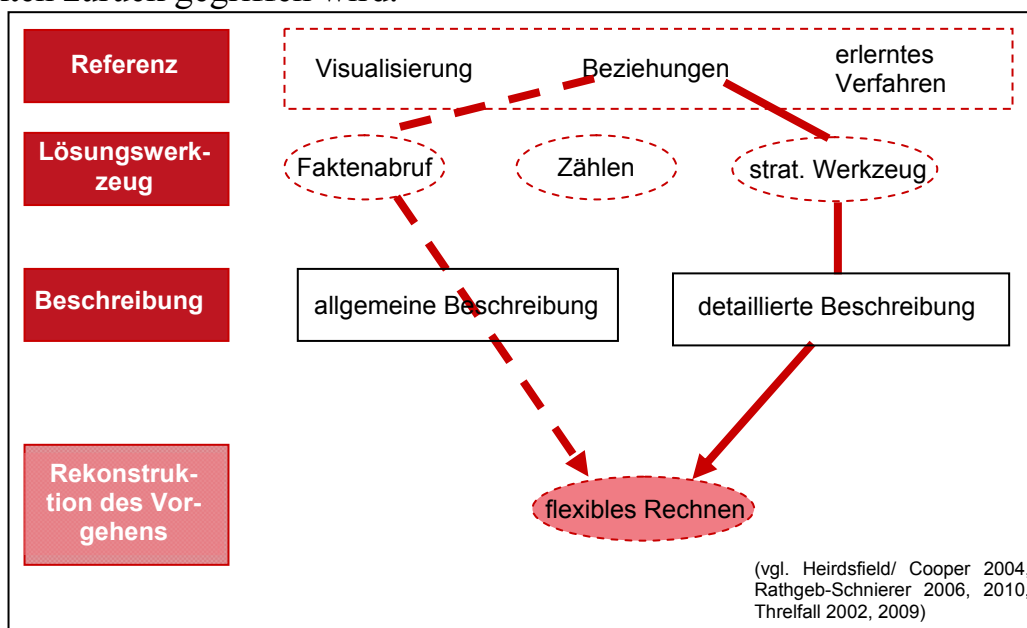 Referenz
Visualisierung
Beziehungen
erlerntes
Verfahren
Lösungswerk-
zeug
Faktenabruf
Zählen
strat. Werkzeug
Beschreibung
allgemeine Beschreibung
detaillierte Beschreibung
Rekonstruk-
tion des Vor-
gehens
flexibles Rechnen
(vgl. Heirdsfield/ Cooper 2004,
Rathgeb-Schnierer 2006, 2010,
Threlfall 2002, 2009)